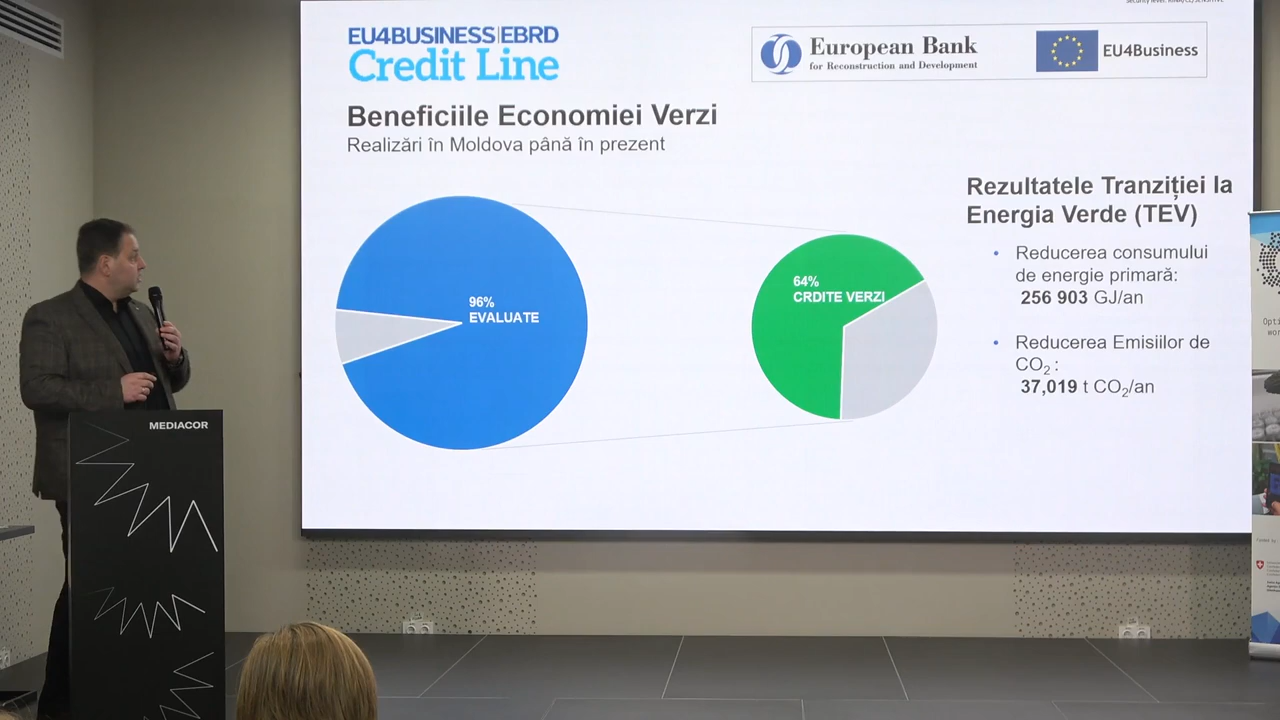 EU4BUSINESS|EBRD
Credit Line
European Bank
for Reconstruction and Development
EU4Business
Beneficiile Economiei Verzi
Realizări în Moldova până în prezent
96%
EVALUATE
64%
CRDITE VERZI
Rezultatele Tranziției la
Energia Verde (TEV)
• Reducerea consumului
de energie primară:
256 903 GJ/an
• Reducerea Emisiilor de
CO₂ :
37,019 t CO₂/an
MEDIACOR